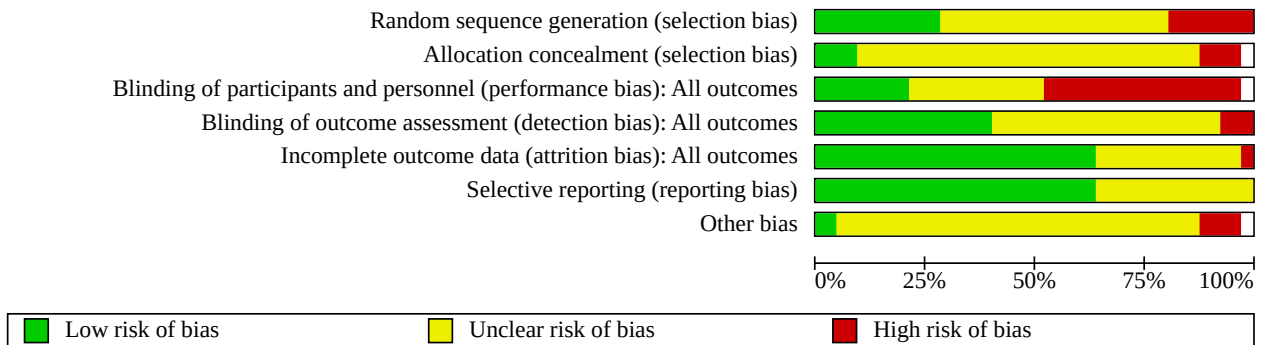 Random sequence generation (selection bias)
Allocation concealment (selection bias)
Blinding of participants and personnel (performance bias): All outcomes
Blinding of outcome assessment (detection bias): All outcomes
Incomplete outcome data (attrition bias): All outcomes
Selective reporting (reporting bias)
Other bias
0% 25% 50% 75% 100%
Low risk of bias Unclear risk of bias High risk of bias